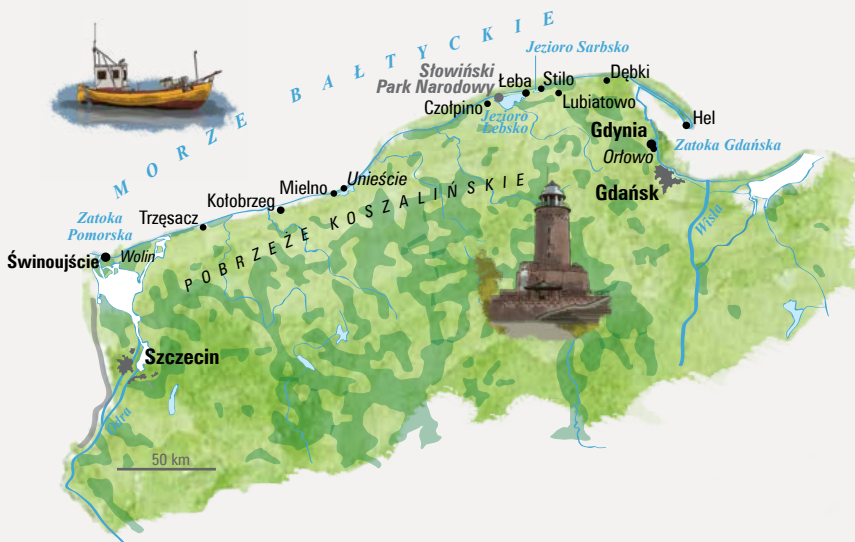 MORZE BAŁTYCKIE
Jezioro Sarbsko
Słowiński
Park Narodowy
Łeba
Stilo
Dębki
Czołpino
Jezioro
Łebsko
Lubiatowo
Hel
Gdynia
Zatoka Gdańska
Orłowo
Gdańsk
Unieście
Mielno
Kołobrzeg
Trzęsacz
POBRZEŻE KOSZALIŃSKIE
Wisła
Zatoka
Pomorska
Świnoujście
Wolin
Szczecin
Odra
50 km